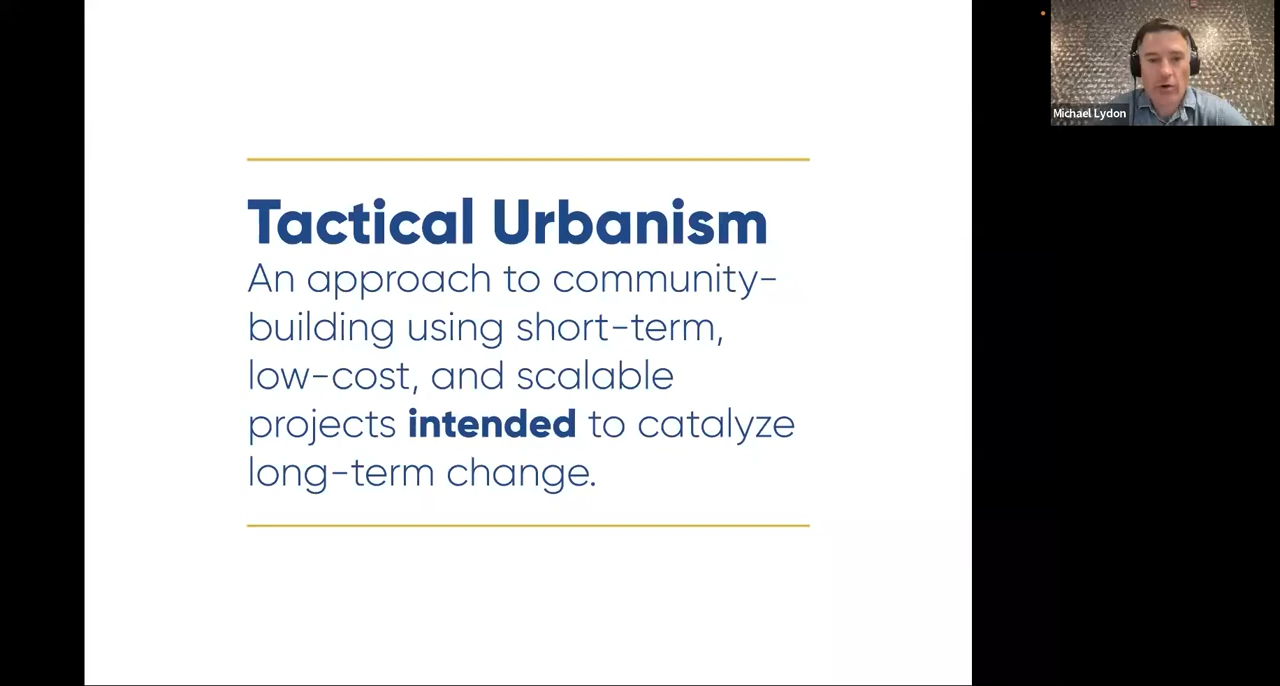 Tactical Urbanism
An approach to community-
building using short-term,
low-cost, and scalable
projects intended to catalyze
long-term change.
Michael Lydon